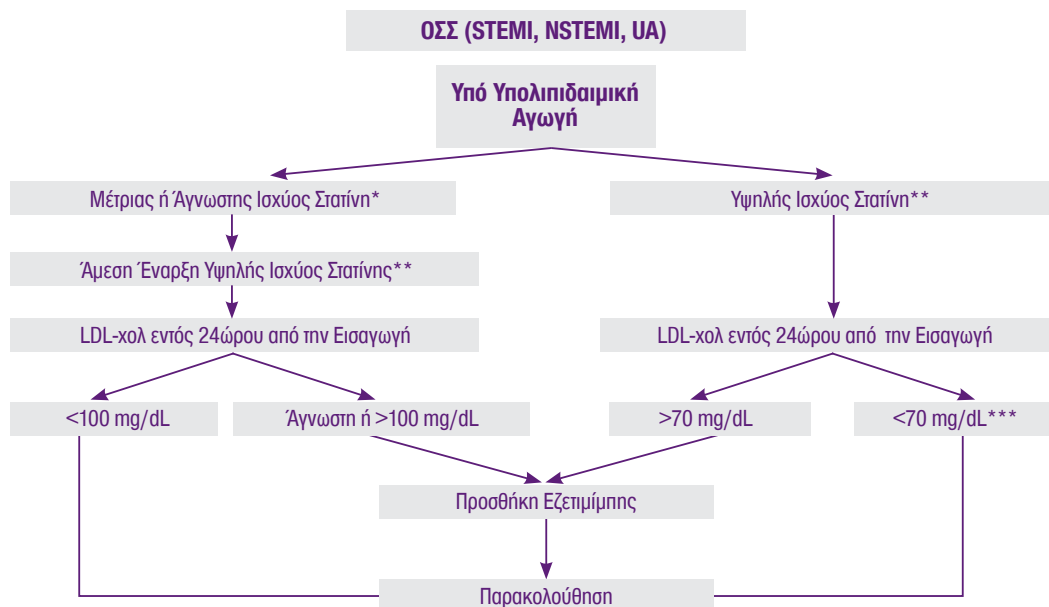 ΟΣΣ (STEMI, NSTEMI, UA)
Υπό Υπολιπιδαιμική
Αγωγή
Μέτριας ή Άγνωστης Ισχύος Στατίνη*
Υψηλής Ισχύος Στατίνη**
Άμεση Έναρξη Υψηλής Ισχύος Στατίνης**
LDL-χολ εντός 24ώρου από την Εισαγωγή
LDL-χολ εντός 24ώρου από την Εισαγωγή
<100 mg/dL
Άγνωστη ή >100 mg/dL
>70 mg/dL
<70 mg/dL***
Προσθήκη Εζετιμίμπης
Παρακολούθηση